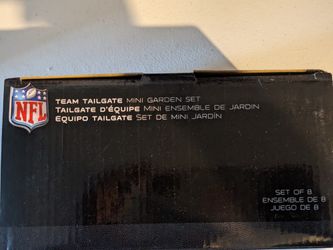 NFL
TEAM TAILGATE MINI GARDEN SET
TAILGATE D'ÉQUIPE MINI ENSEMBLE DE JARDIN
EQUIPO TAILGATE SET DE MINI JARDÍN
SET OF 8
ENSEMBLE DE 8
JUEGO DE 8